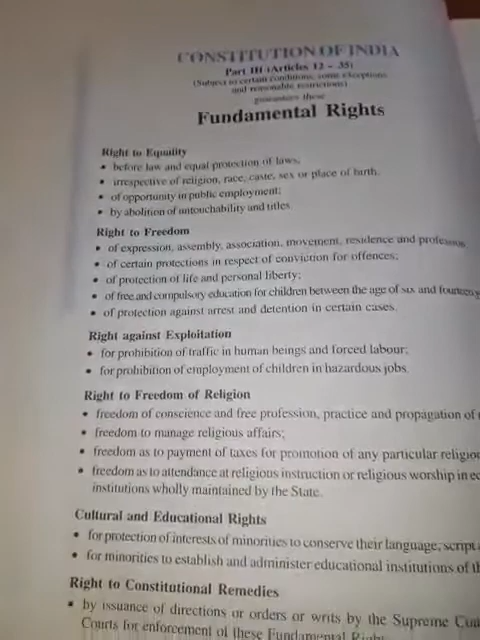 CONSTITUTION OF INDIA
Part III (Articles 12 – 35)
(Subject to certain conditions, some exceptions
and reasonable restrictions)
guarantees these
Fundamental Rights
Right to Equality
• before law and equal protection of laws;
• irrespective of religion, race, caste, sex or place of birth;
• of opportunity in public employment;
• by abolition of untouchability and titles.
Right to Freedom
• of expression, assembly, association, movement, residence and profession
• of certain protections in respect of conviction for offences;
• of protection of life and personal liberty;
• of free and compulsory education for children between the age of six and fourteen
• of protection against arrest and detention in certain cases.
Right against Exploitation
• for prohibition of traffic in human beings and forced labour;
• for prohibition of employment of children in hazardous jobs.
Right to Freedom of Religion
• freedom of conscience and free profession, practice and propagation of
• freedom to manage religious affairs;
• freedom as to payment of taxes for promotion of any particular
• freedom as to attendance at religious instruction or religious worship in
institutions wholly maintained by the State.
Cultural and Educational Rights
• for protection of interests of minorities to conserve their language, script
• for minorities to establish and administer educational institutions of
Right to Constitutional Remedies
• by issuance of directions or orders or writs by the Supreme
Courts for enforcement of these Fundamental